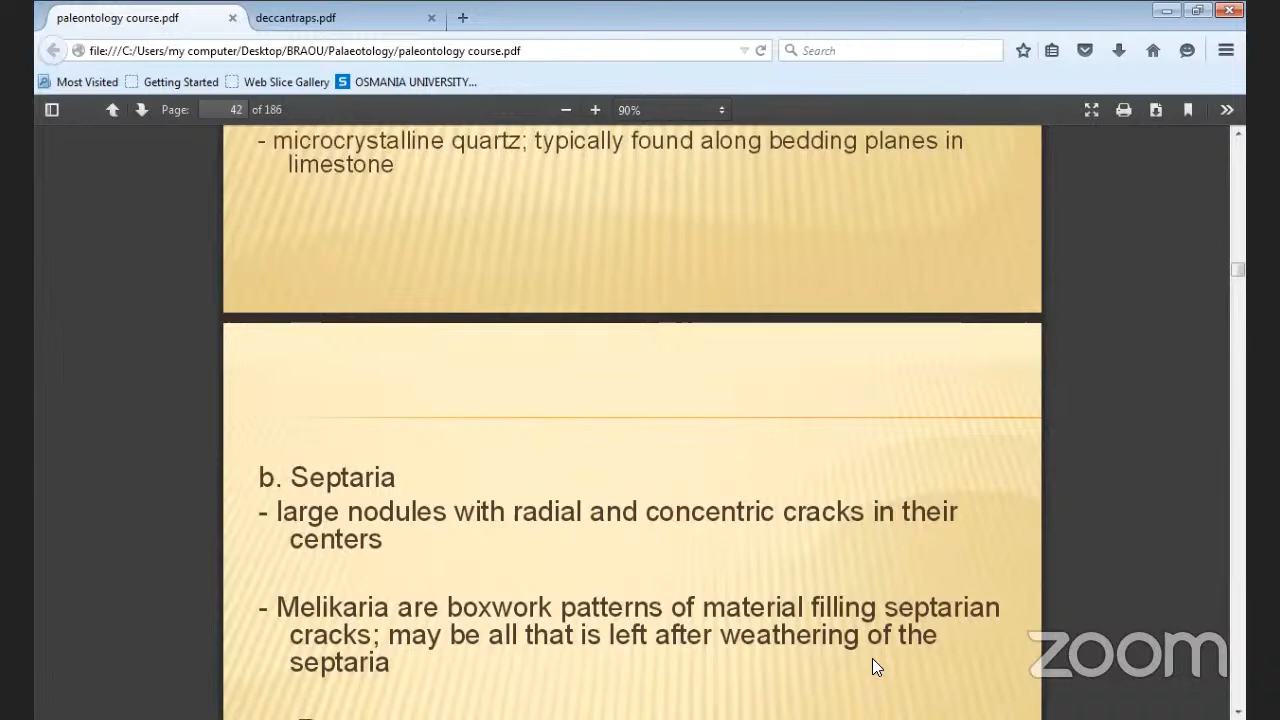 paleontology course.pdf
deccantraps.pdf
file:///C:/Users/my computer/Desktop/BRAOU/Palaeotology/paleontology course.pdf
Search
Most Visited
Getting Started
Web Slice Gallery
OSMANIA UNIVERSITY...
Page: 42 of 186
90%
- microcrystalline quartz; typically found along bedding planes in
limestone
b. Septaria
- large nodules with radial and concentric cracks in their
centers
- Melikaria are boxwork patterns of material filling septarian
cracks; may be all that is left after weathering of the
septaria
zoom